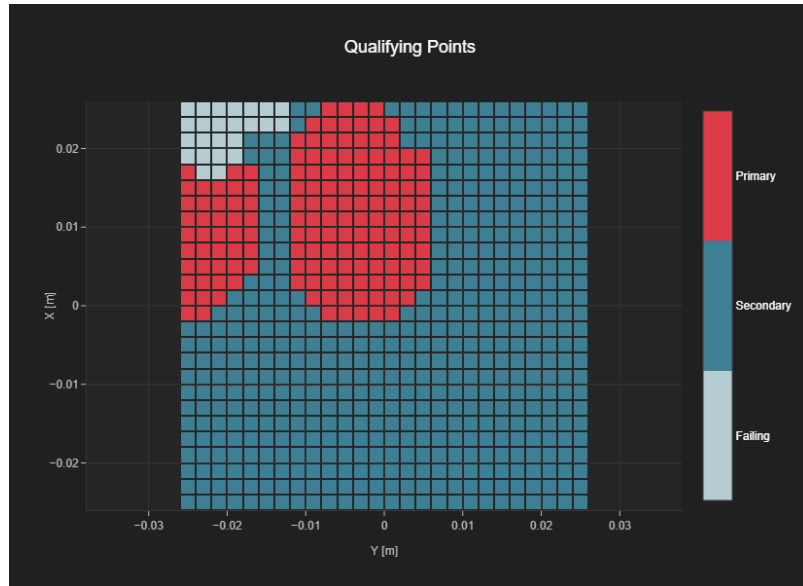 Qualifying Points
0.02
0.01
0
−0.01
−0.02
X [m]
−0.03
−0.02
−0.01
0
0.01
0.02
0.03
Y [m]
Primary
Secondary
Failing